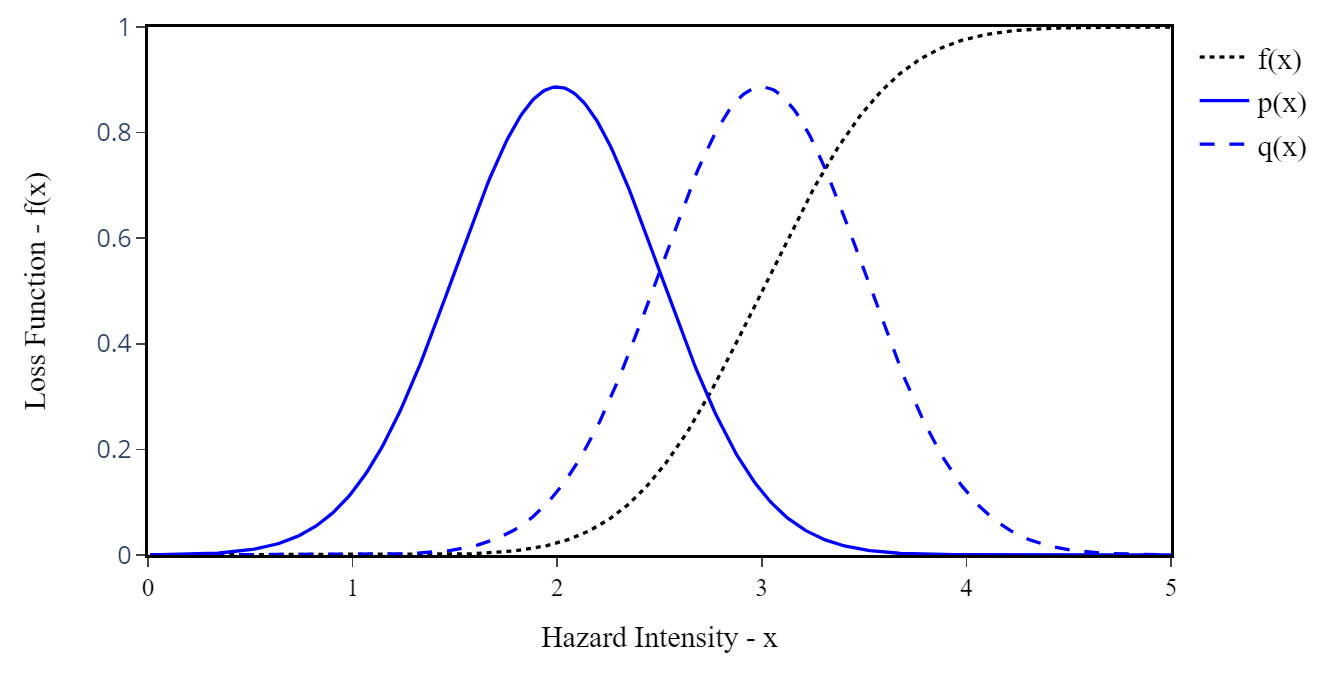 1
0.8
0.6
0.4
0.2
0
Loss Function - f(x)
0 1 2 3 4 5
Hazard Intensity - x
f(x)
p(x)
q(x)